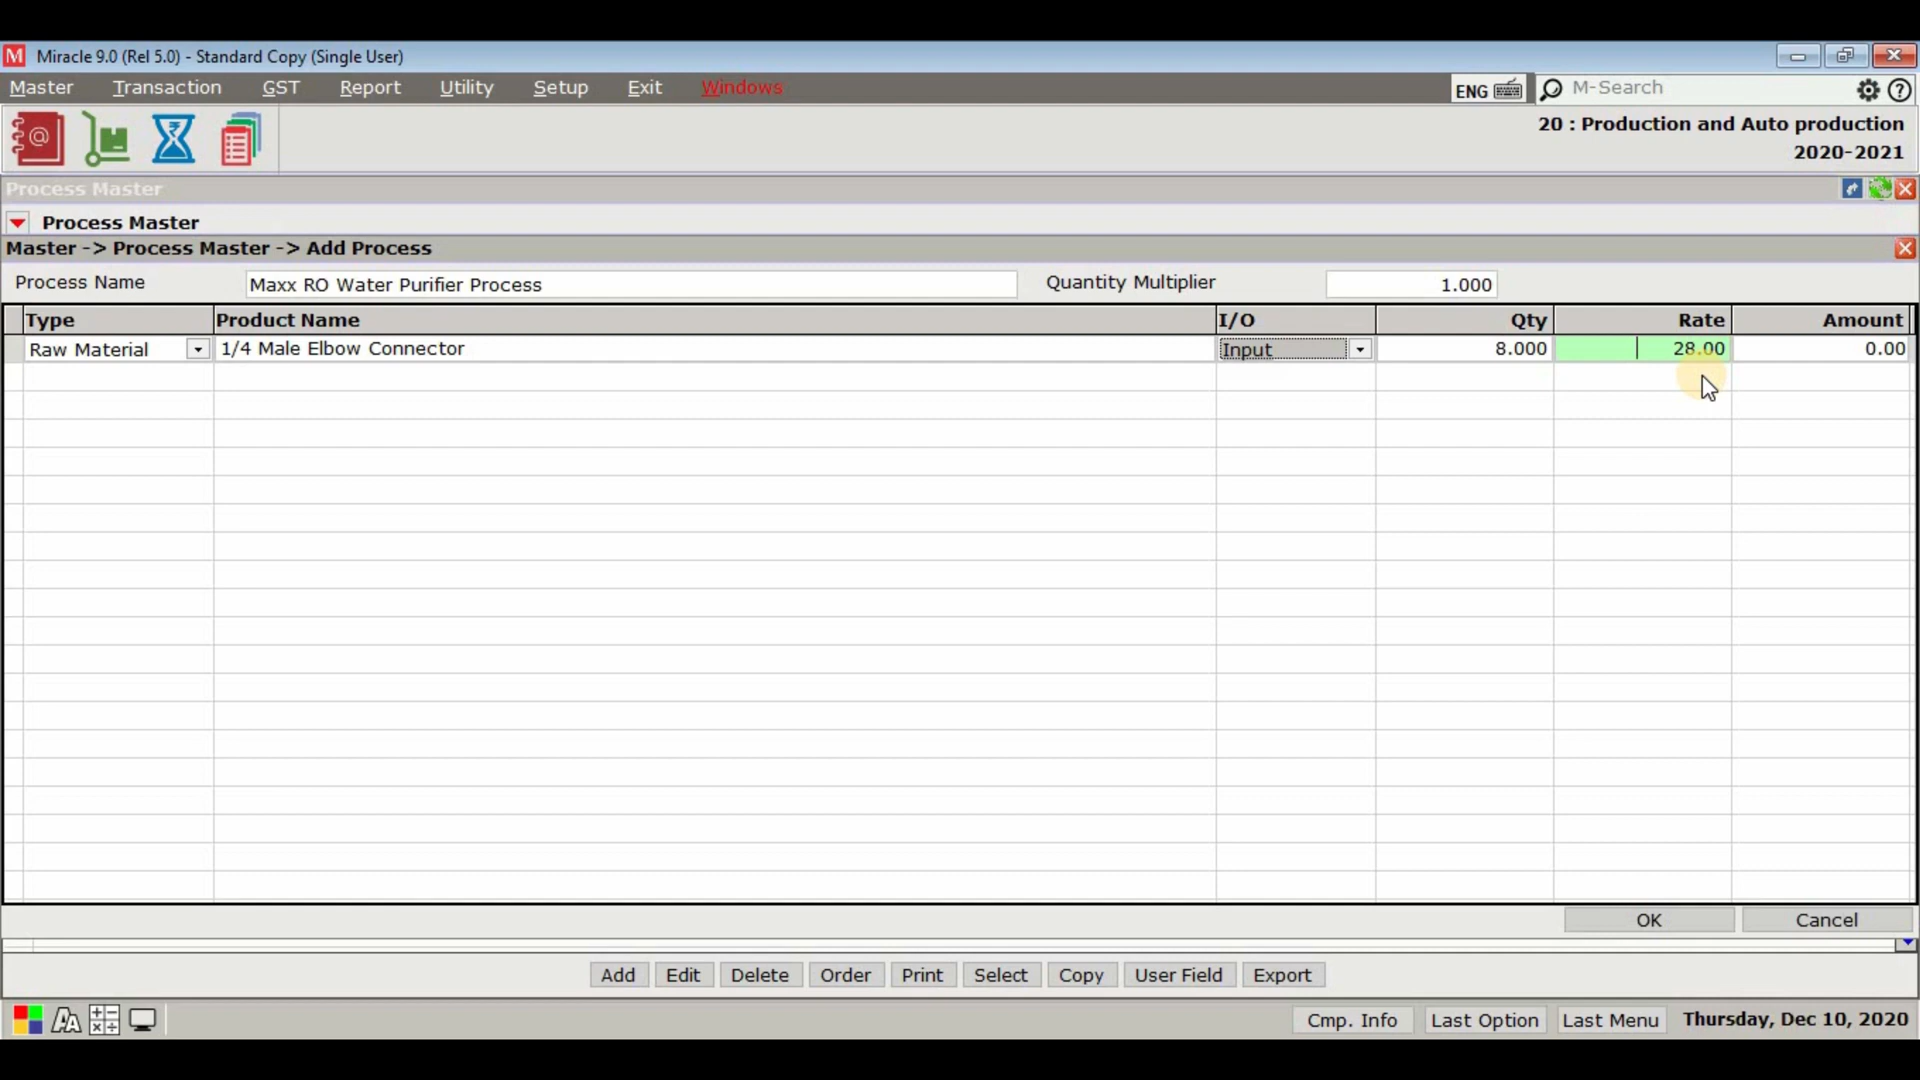 M Miracle 9.0 (Rel 5.0) - Standard Copy (Single User)
Master Transaction GST Report Utility Setup Exit Windows ENG M-Search
20 : Production and Auto production
2020-2021
Process Master
Process Master
Master -> Process Master -> Add Process
Process Name Maxx RO Water Purifier Process Quantity Multiplier 1.000
Type Product Name I/O Qty Rate Amount
Raw Material 1/4 Male Elbow Connector Input 8.000 28.00 0.00
OK Cancel
Add Edit Delete Order Print Select Copy User Field Export
Cmp. Info Last Option Last Menu Thursday, Dec 10, 2020